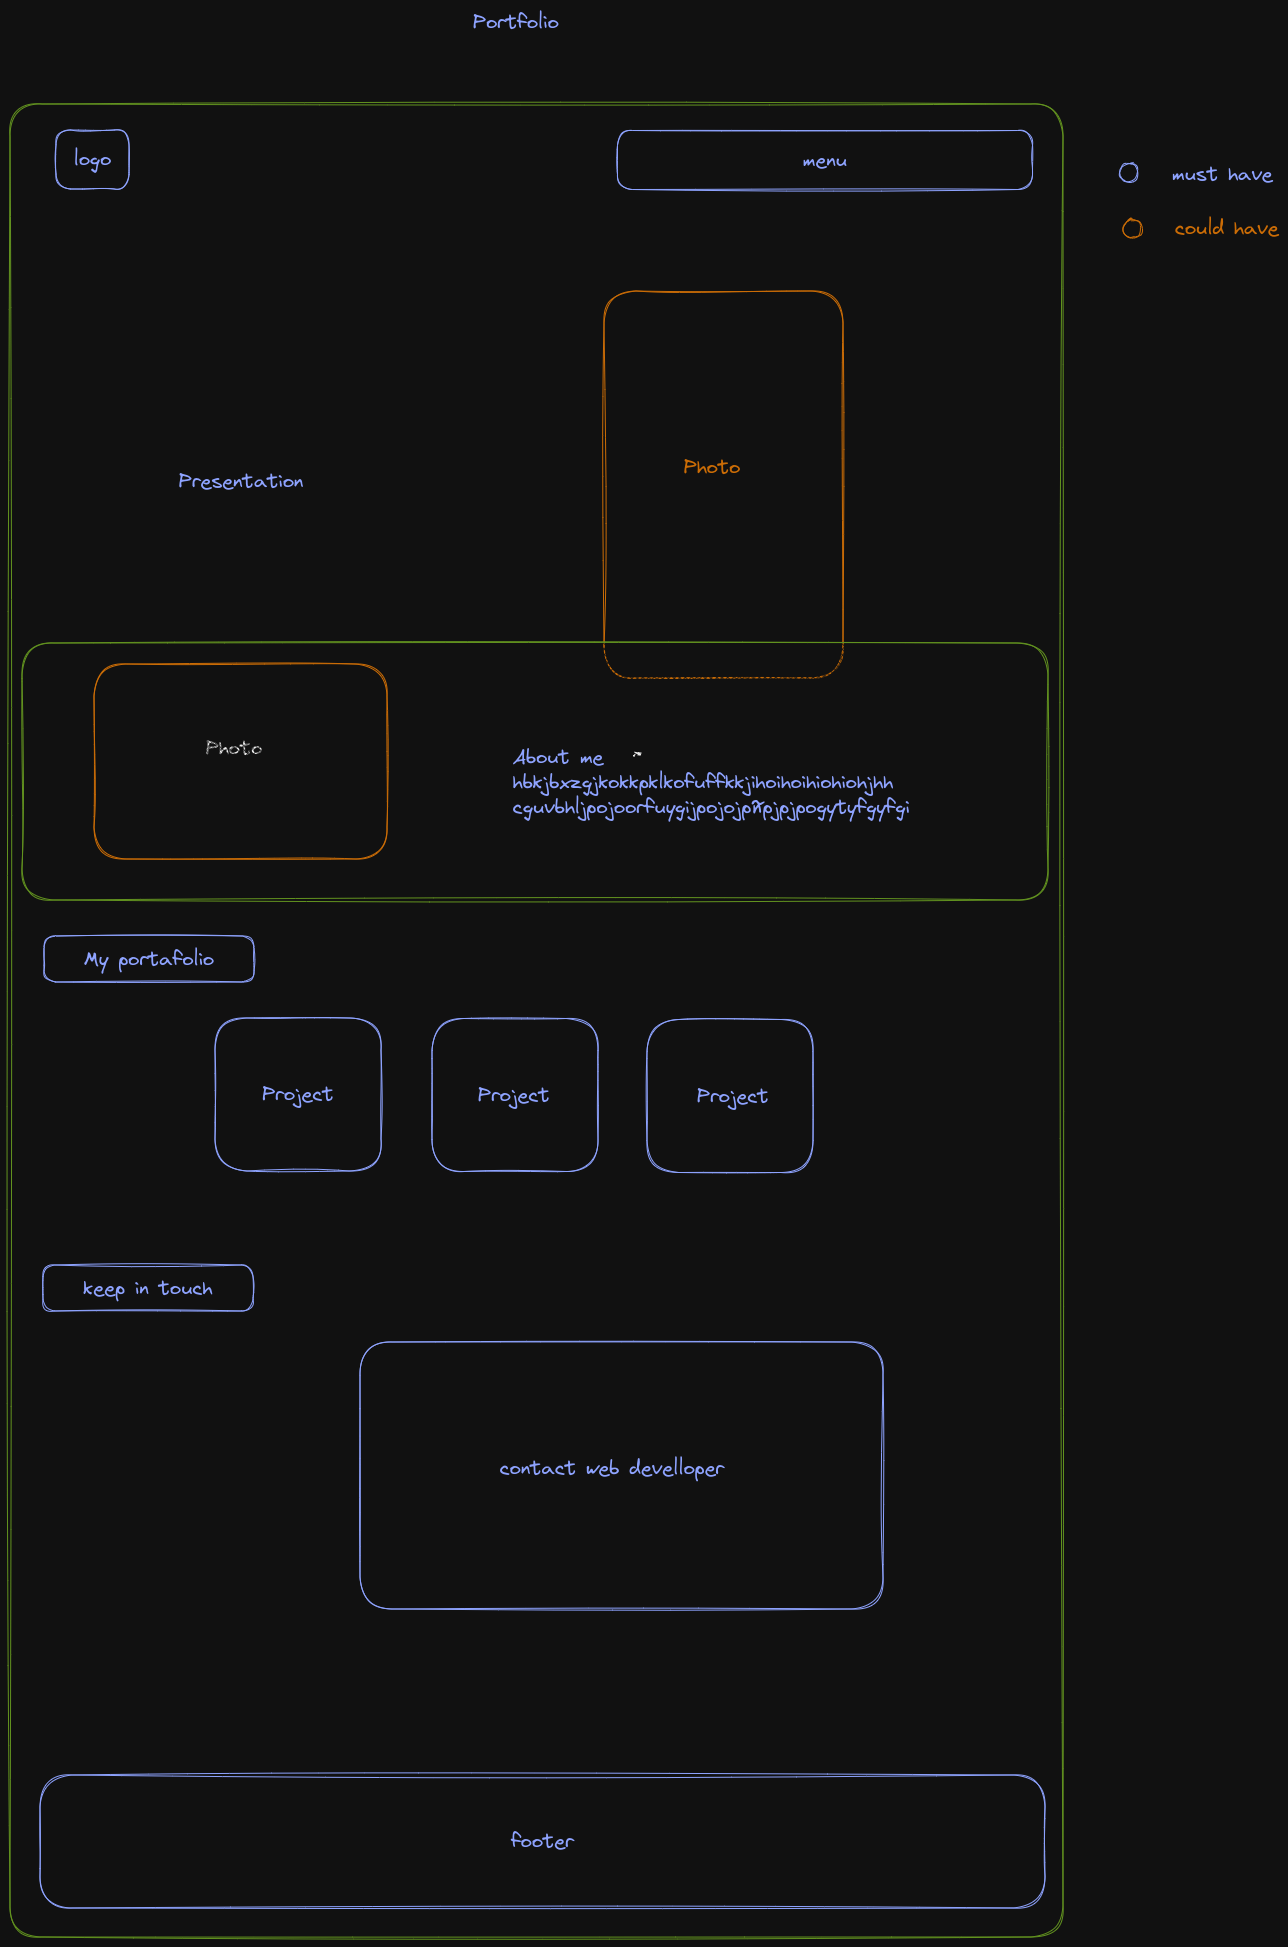 Portfolio
logo
menu
must have
could have
Photo
Presentation
Photo
About me
hbkjbxzgjkokkpklkofuffkkjihoihoihiohiohjhh
cguvbhljpojoorfuygijpojojpñpjpjpogytyfgyfgi
My portafolio
Project
Project
Project
keep in touch
contact web develloper
footer